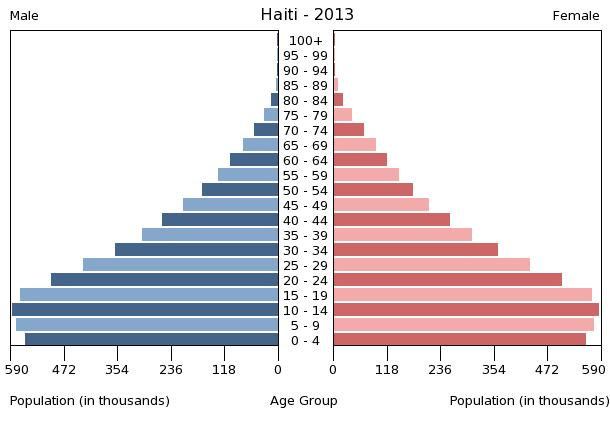 Haiti - 2013
Male
Female
100+
95 - 99
90 - 94
85 - 89
80 - 84
75 - 79
70 - 74
65 - 69
60 - 64
55 - 59
50 - 54
45 - 49
40 - 44
35 - 39
30 - 34
25 - 29
20 - 24
15 - 19
10 - 14
5 - 9
0 - 4
590 472 354 236 118 0 0 118 236 354 472 590
Population (in thousands) Age Group Population (in thousands)